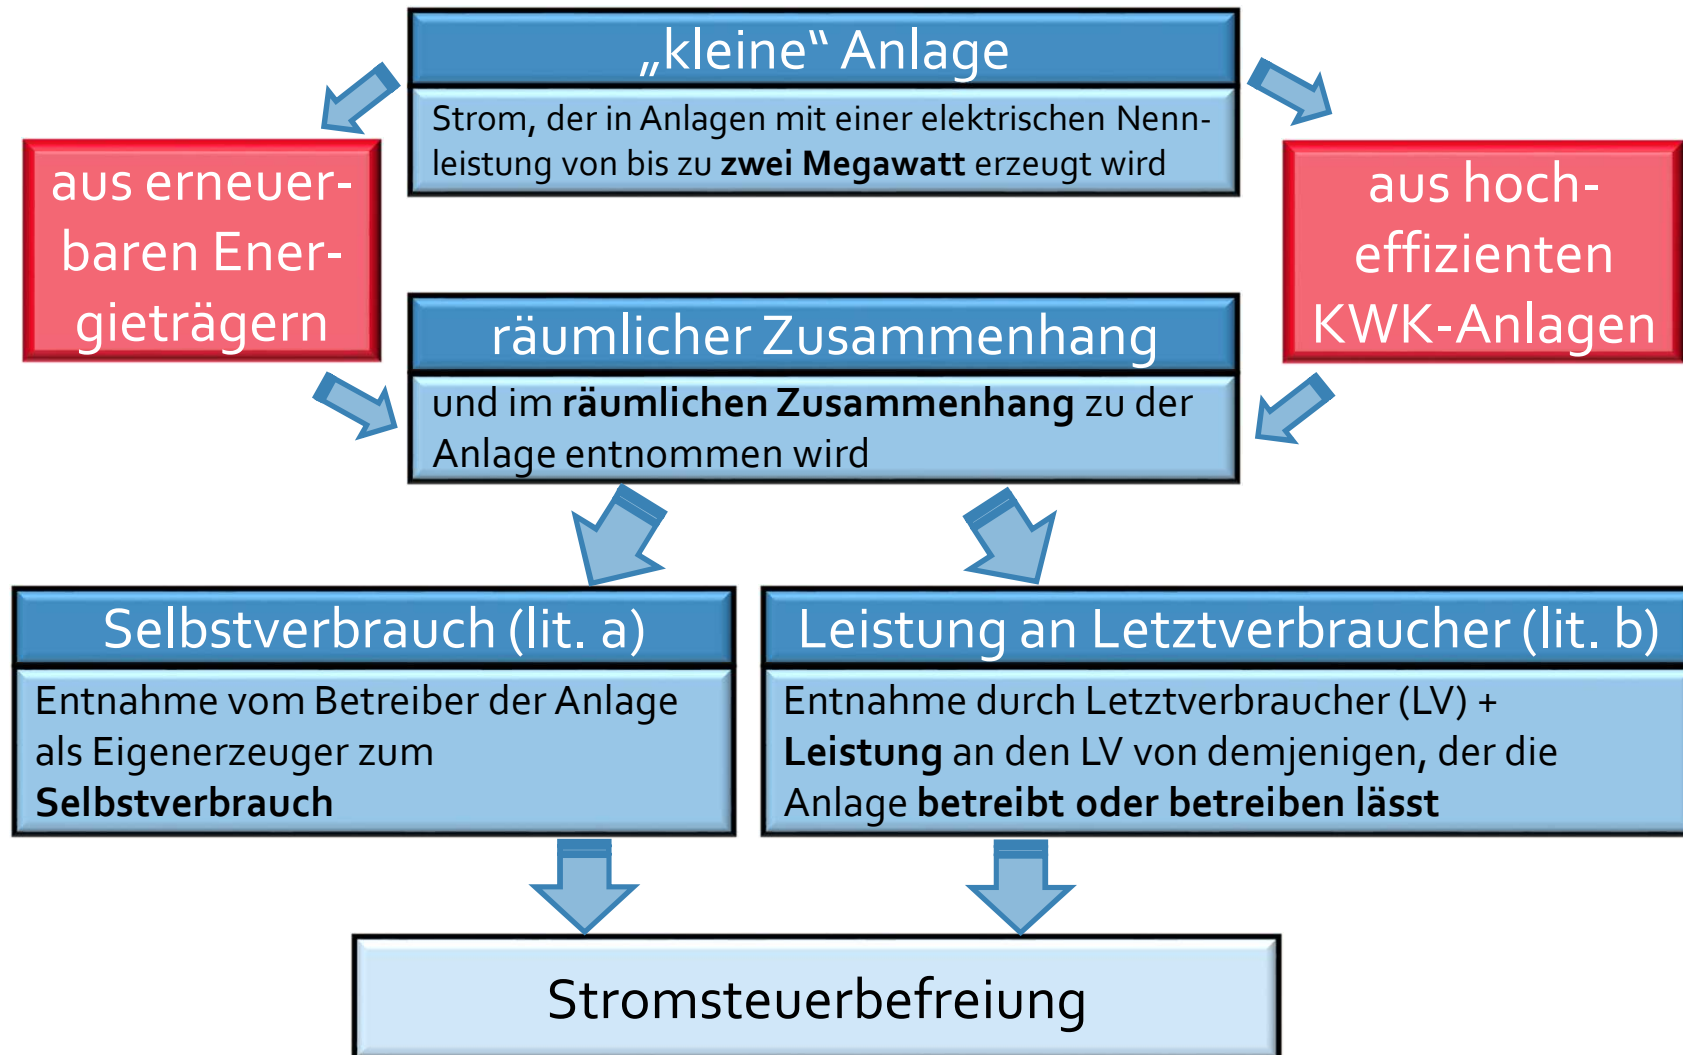 „kleine“ Anlage
Strom, der in Anlagen mit einer elektrischen Nenn-
leistung von bis zu zwei Megawatt erzeugt wird
aus erneuer-
baren Ener-
gieträgern
aus hoch-
effizienten
KWK-Anlagen
räumlicher Zusammenhang
und im räumlichen Zusammenhang zu der
Anlage entnommen wird
Selbstverbrauch (lit. a)
Entnahme vom Betreiber der Anlage
als Eigenerzeuger zum
Selbstverbrauch
Leistung an Letztverbraucher (lit. b)
Entnahme durch Letztverbraucher (LV) +
Leistung an den LV von demjenigen, der die
Anlage betreibt oder betreiben lässt
Stromsteuerbefreiung